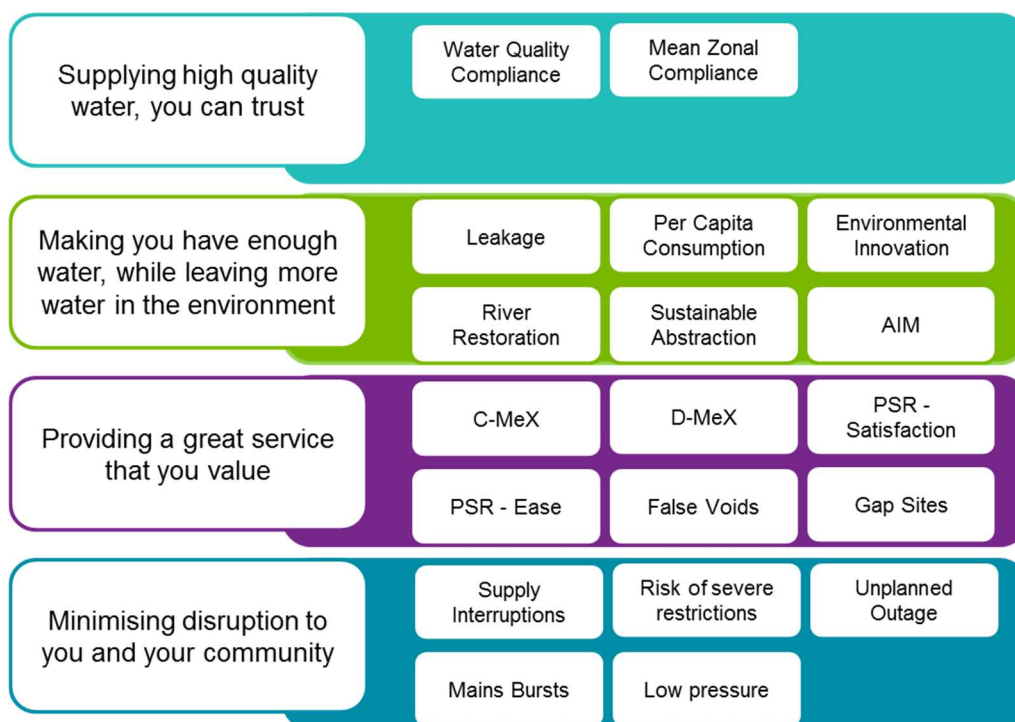 Supplying high quality
water, you can trust
Water Quality
Compliance
Mean Zonal
Compliance
Making you have enough
water, while leaving more
water in the environment
Leakage
Per Capita
Consumption
Environmental
Innovation
River
Restoration
Sustainable
Abstraction
AIM
Providing a great service
that you value
C-MeX
D-MeX
PSR -
Satisfaction
PSR - Ease
False Voids
Gap Sites
Minimising disruption to
you and your community
Supply
Interruptions
Risk of severe
restrictions
Unplanned
Outage
Mains Bursts
Low pressure